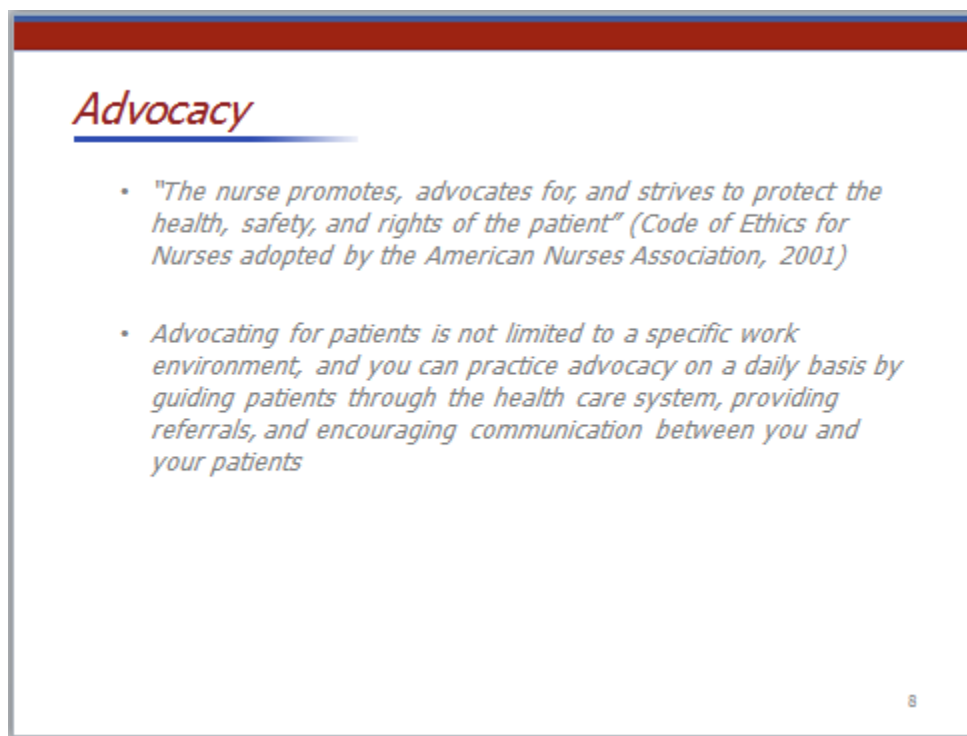 Advocacy
• "The nurse promotes, advocates for, and strives to protect the
health, safety, and rights of the patient" (Code of Ethics for
Nurses adopted by the American Nurses Association, 2001)
• Advocating for patients is not limited to a specific work
environment, and you can practice advocacy on a daily basis by
guiding patients through the health care system, providing
referrals, and encouraging communication between you and
your patients
8